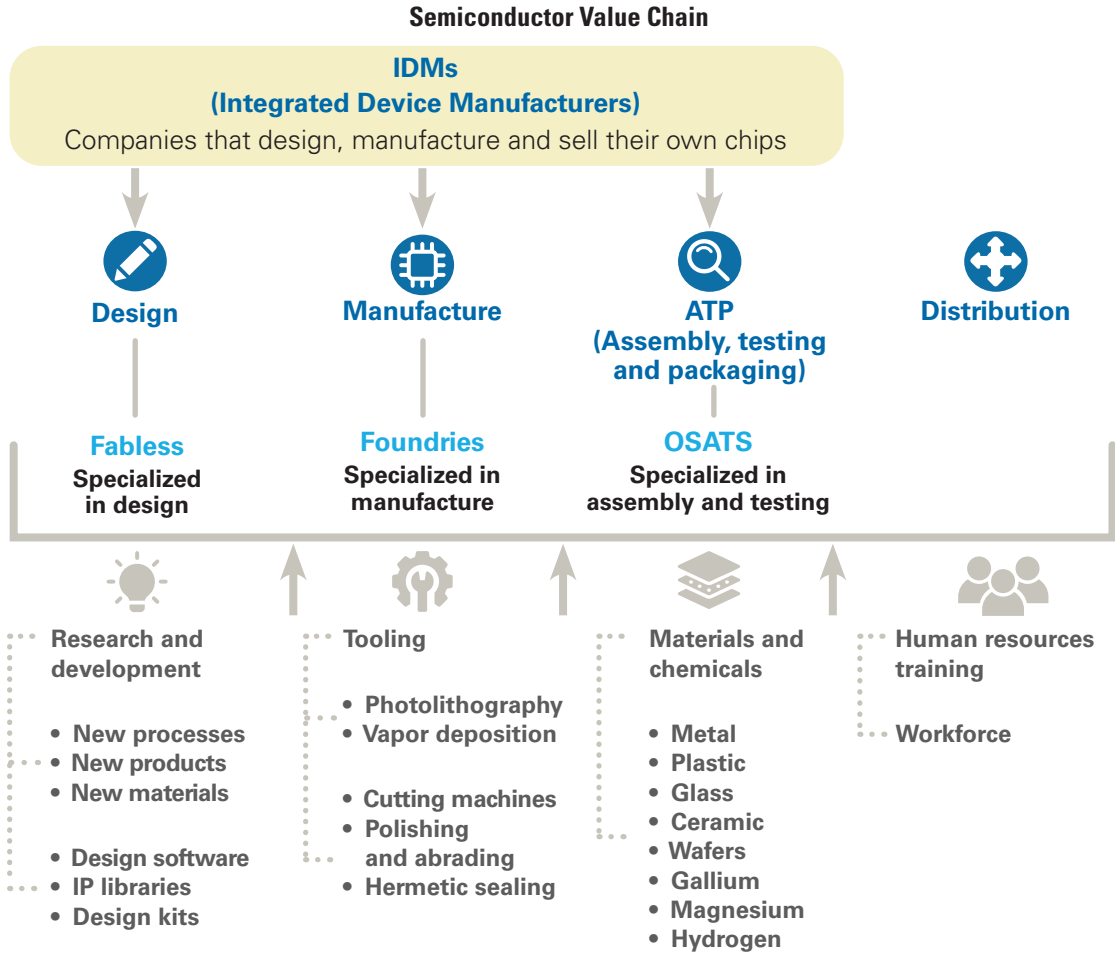 Semiconductor Value Chain
IDMs
(Integrated Device Manufacturers)
Companies that design, manufacture and sell their own chips
Design
Manufacture
ATP
(Assembly, testing
and packaging)
Distribution
Fabless
Specialized
in design
Foundries
Specialized in
manufacture
OSATS
Specialized in
assembly and testing
Research and
development
• New processes
• New products
• New materials
• Design software
• IP libraries
• Design kits
Tooling
• Photolithography
• Vapor deposition
• Cutting machines
• Polishing
and abrading
• Hermetic sealing
Materials and
chemicals
• Metal
• Plastic
• Glass
• Ceramic
• Wafers
• Gallium
• Magnesium
• Hydrogen
Human resources
training
Workforce